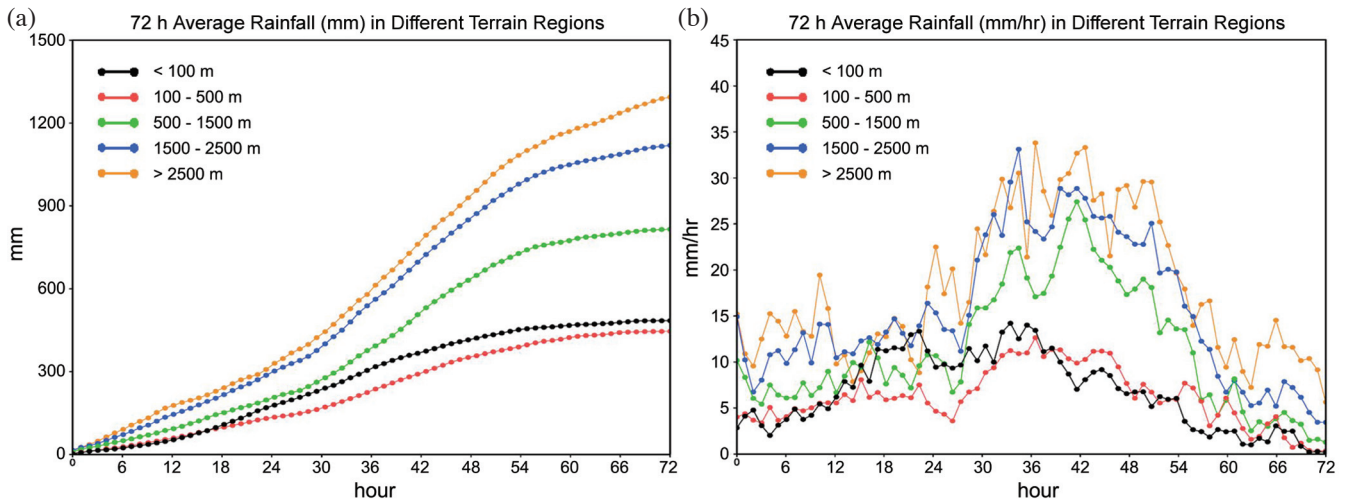 (a)
72 h Average Rainfall (mm) in Different Terrain Regions
1500
1200
900
600
300
0
mm
< 100 m
100 - 500 m
500 - 1500 m
1500 - 2500 m
> 2500 m
0 6 12 18 24 30 36 42 48 54 60 66 72
hour
(b)
72 h Average Rainfall (mm/hr) in Different Terrain Regions
45
40
35
30
25
20
15
10
5
0
mm/hr
< 100 m
100 - 500 m
500 - 1500 m
1500 - 2500 m
> 2500 m
0 6 12 18 24 30 36 42 48 54 60 66 72
hour